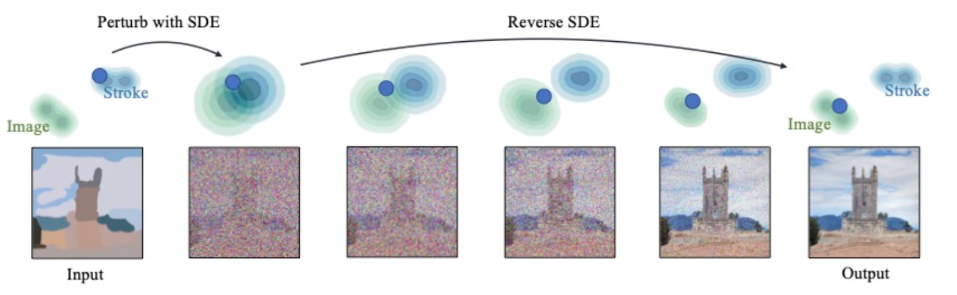 Perturb with SDE
Reverse SDE
Stroke
Stroke
Image
Image
Input
Output